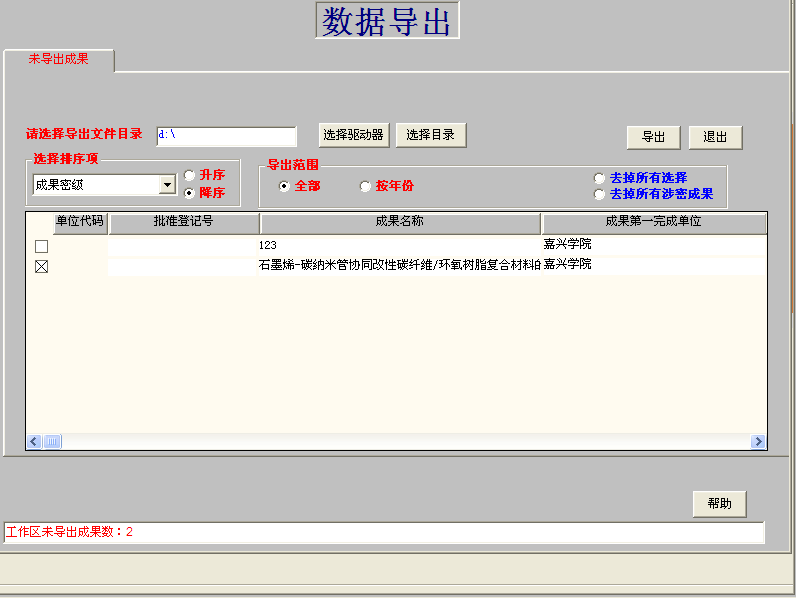 数据导出
未导出成果
请选择导出文件目录 d:\ 选择驱动器 选择目录 导出 退出
选择排序项 导出范围
成果密级 升序 降序 全部 按年份 去掉所有选择
去掉所有涉密成果
单位代码 批准登记号 成果名称 成果第一完成单位
123 嘉兴学院
石墨烯-碳纳米管协同改性碳纤维/环氧树脂复合材料的 嘉兴学院
帮助
工作区未导出成果数：2